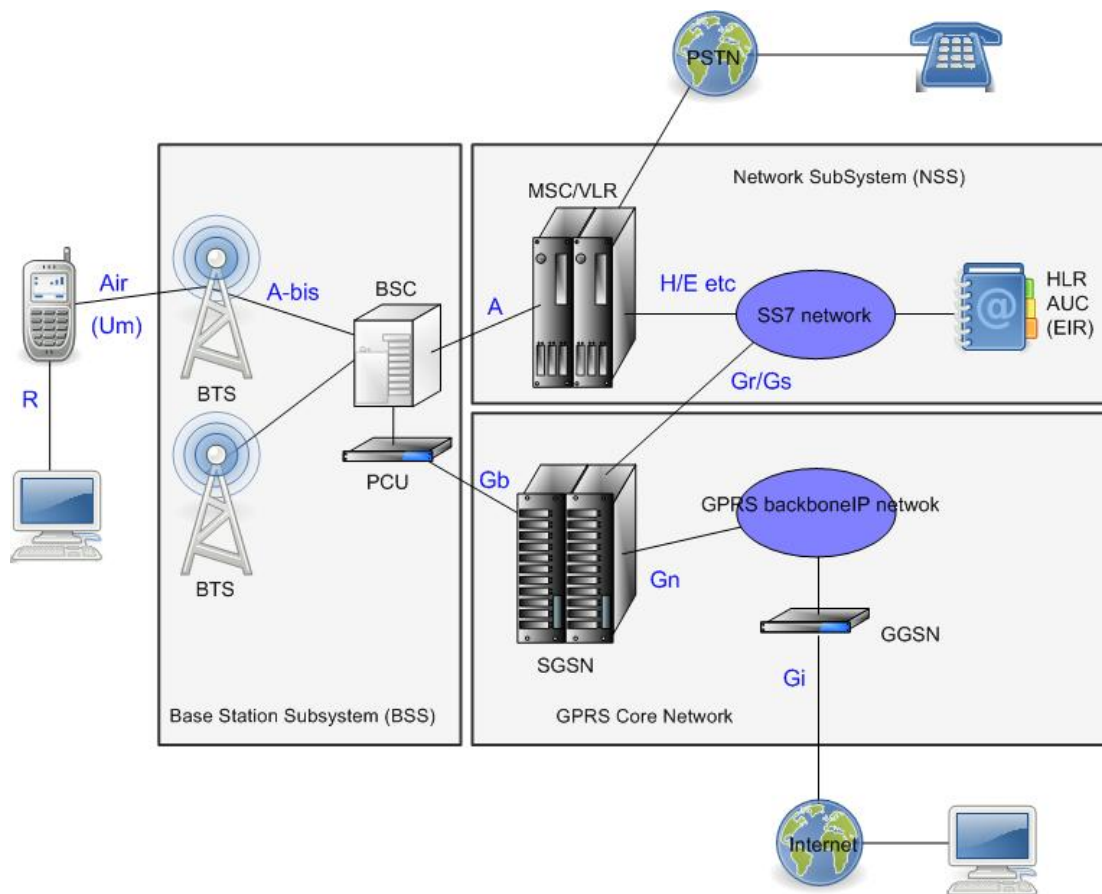 PSTN
Network SubSystem (NSS)
MSC/VLR
Air
(Um)
A-bis
BSC
A
H/E etc
SS7 network
HLR
AUC
(EIR)
BTS
R
Gr/Gs
PCU
Gb
GPRS backboneIP netwok
BTS
Gn
GGSN
SGSN
Gi
Base Station Subsystem (BSS)
GPRS Core Network
Internet